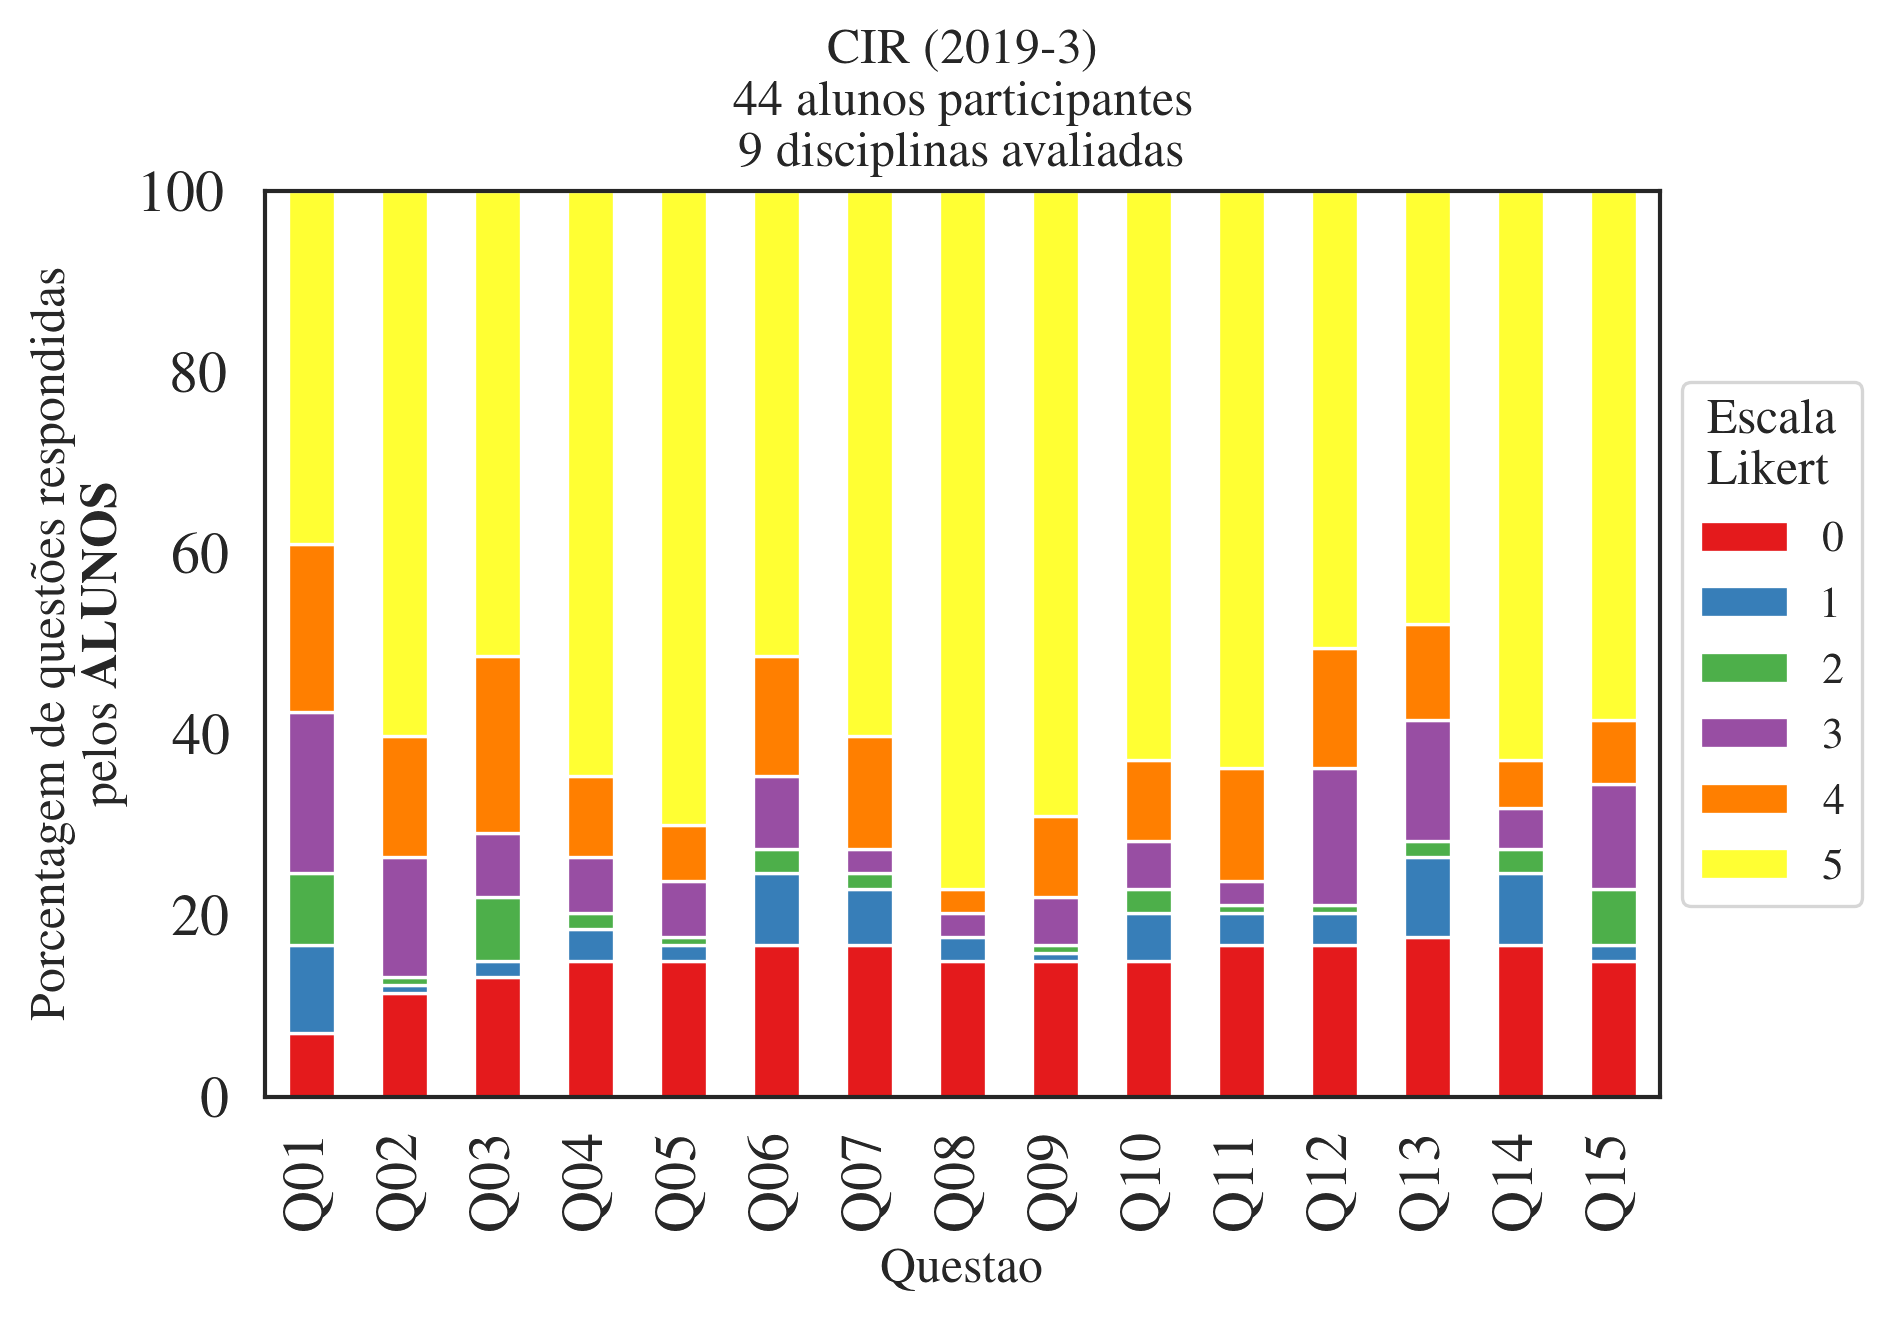 CIR (2019-3)
44 alunos participantes
9 disciplinas avaliadas
Porcentagem de questões respondidas
pelos ALUNOS
100
80
60
40
20
0
Q01
Q02
Q03
Q04
Q05
Q06
Q07
Q08
Q09
Q10
Q11
Q12
Q13
Q14
Q15
Questao
Escala
Likert
0
1
2
3
4
5